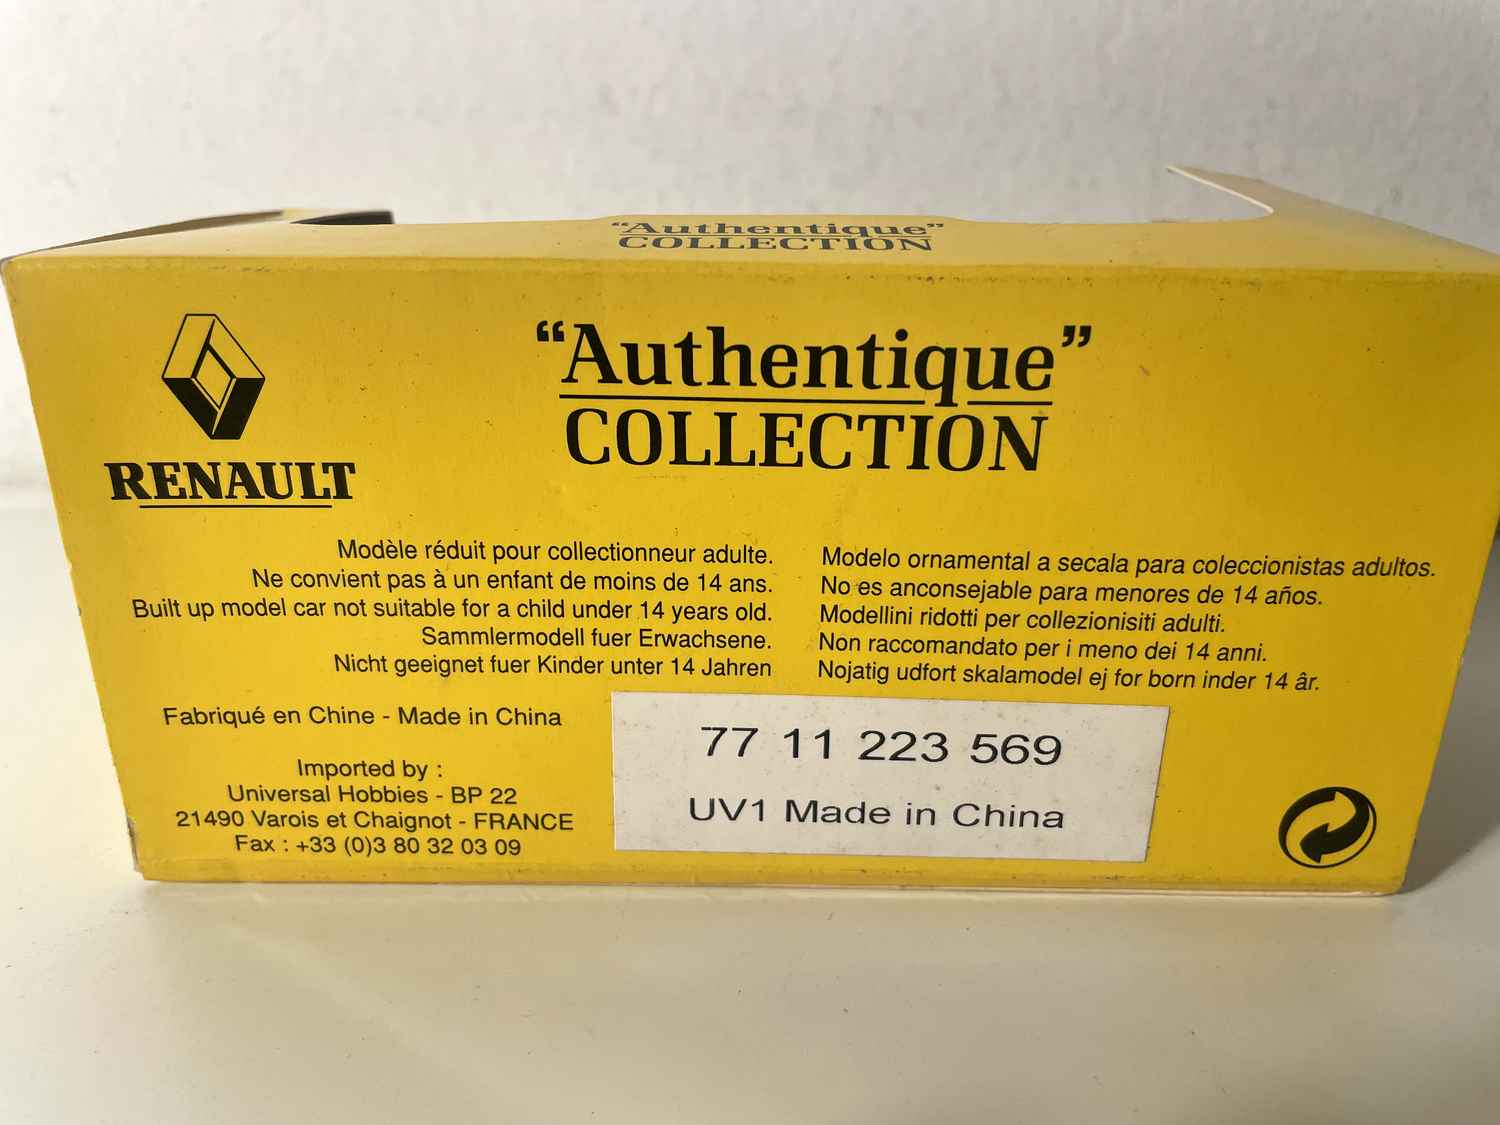 "Authentique"
COLLECTION
"Authentique"
COLLECTION
RENAULT
Modèle réduit pour collectionneur adulte.
Ne convient pas à un enfant de moins de 14 ans.
Built up model car not suitable for a child under 14 years old.
Sammlermodell fuer Erwachsene.
Nicht geeignet fuer Kinder unter 14 Jahren
Modelo ornamental a secala para coleccionistas adultos.
No es anconsejable para menores de 14 años.
Modellini ridotti per collezionisiti adulti.
Non raccomandato per i meno dei 14 anni.
Nojatig udfort skalamodel ej for born inder 14 âr.
Fabriqué en Chine - Made in China
Imported by :
Universal Hobbies - BP 22
21490 Varois et Chaignot - FRANCE
Fax : +33 (0)3 80 32 03 09
77 11 223 569
UV1 Made in China